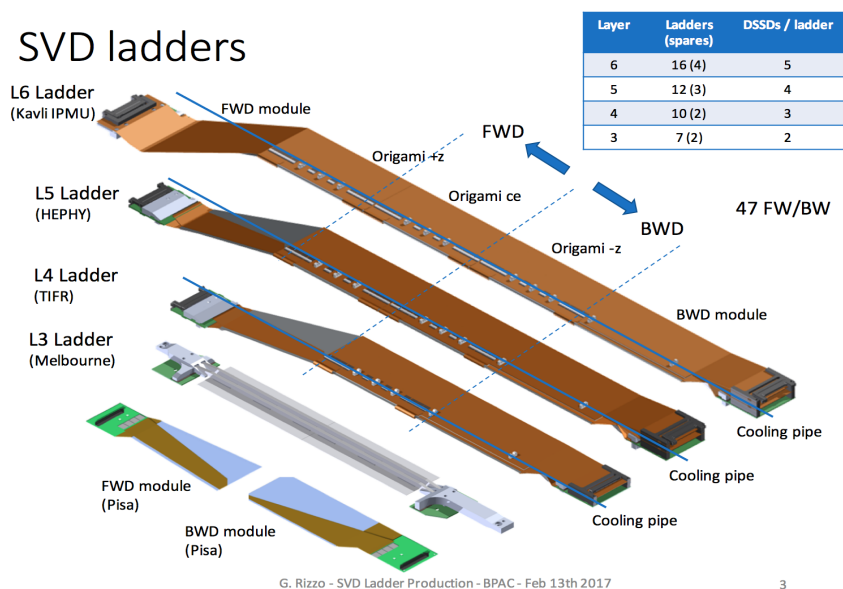 SVD ladders
Layer Ladders (spares) DSSDs / ladder
6 16 (4) 5
5 12 (3) 4
4 10 (2) 3
3 7 (2) 2
L6 Ladder
(Kavli IPMU)
FWD module
FWD
Origami +z
Origami ce
L5 Ladder
(HEPHY)
47 FW/BW
BWD
Origami -z
L4 Ladder
(TIFR)
BWD module
L3 Ladder
(Melbourne)
Cooling pipe
Cooling pipe
FWD module
(Pisa)
Cooling pipe
BWD module
(Pisa)
G. Rizzo - SVD Ladder Production - BPAC - Feb 13th 2017
3